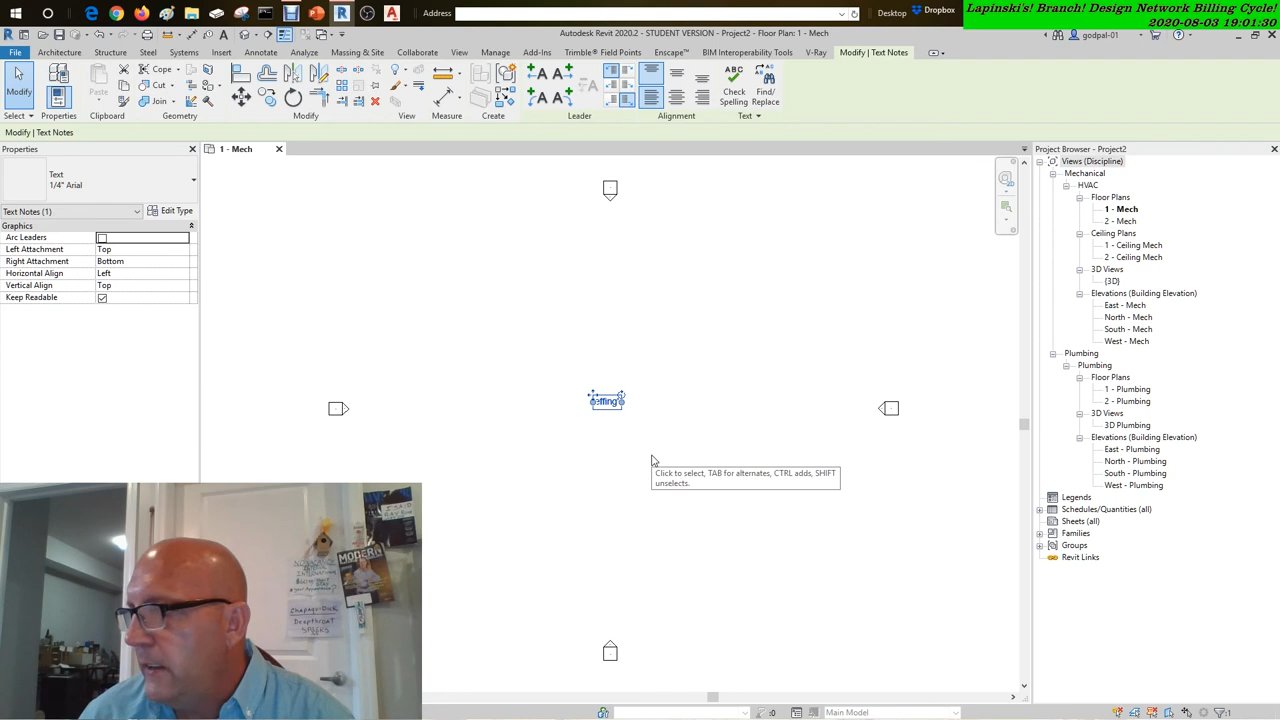 Address
Desktop
Dropbox
Lapinski's! Branch! Design Network Billing Cycle!
2020-08-03 19:01:30
Autodesk Revit 2020.2 - STUDENT VERSION - Project2 - Floor Plan: 1 - Mech
godpal-01
File Architecture Structure Steel Systems Insert Annotate Analyze Massing & Site Collaborate View Manage Add-Ins Trimble® Field Points Enscape™ BIM Interoperability Tools V-Ray Modify | Text Notes
Modify
Paste
Cope
Cut
Join
Check
Spelling
Find/
Replace
Select Properties Clipboard Geometry Modify View Measure Create Leader Alignment Text
Modify | Text Notes
Properties
1 - Mech
Project Browser - Project2
Text
1/4" Arial
Text Notes (1)
Edit Type
Graphics
Arc Leaders
Left Attachment Top
Right Attachment Bottom
Horizontal Align Left
Vertical Align Top
Keep Readable
Click to select, TAB for alternates, CTRL adds, SHIFT
unselects.
Views (Discipline)
Mechanical
HVAC
Floor Plans
1 - Mech
2 - Mech
Ceiling Plans
1 - Ceiling Mech
2 - Ceiling Mech
3D Views
{3D}
Elevations (Building Elevation)
East - Mech
North - Mech
South - Mech
West - Mech
Plumbing
Plumbing
Floor Plans
1 - Plumbing
2 - Plumbing
3D Views
3D Plumbing
Elevations (Building Elevation)
East - Plumbing
North - Plumbing
South - Plumbing
West - Plumbing
Legends
Schedules/Quantities (all)
Sheets (all)
Families
Groups
Revit Links
MODERN
:0
Main Model
:1